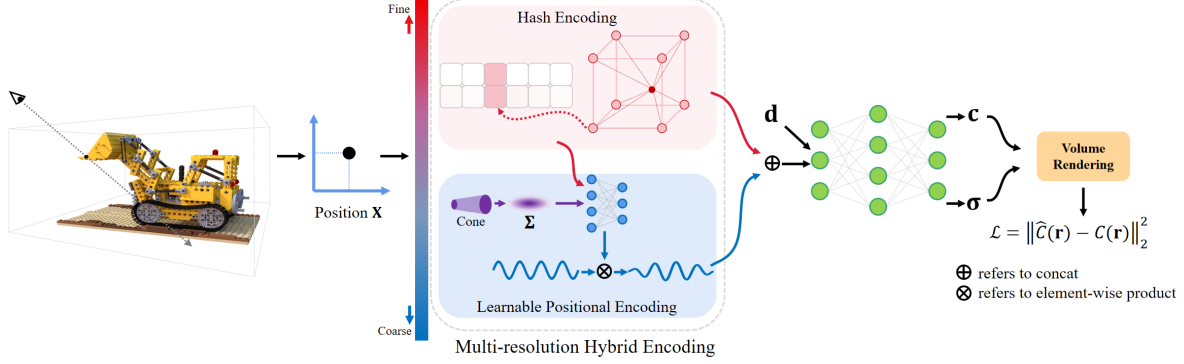 Fine
Hash Encoding
Position X
Cone
Σ
Learnable Positional Encoding
Coarse
Multi-resolution Hybrid Encoding
d
⊕
⊗
c
σ
Volume
Rendering
ℒ = ‖Ĉ(r) − C(r)‖₂²
⊕ refers to concat
⊗ refers to element-wise product